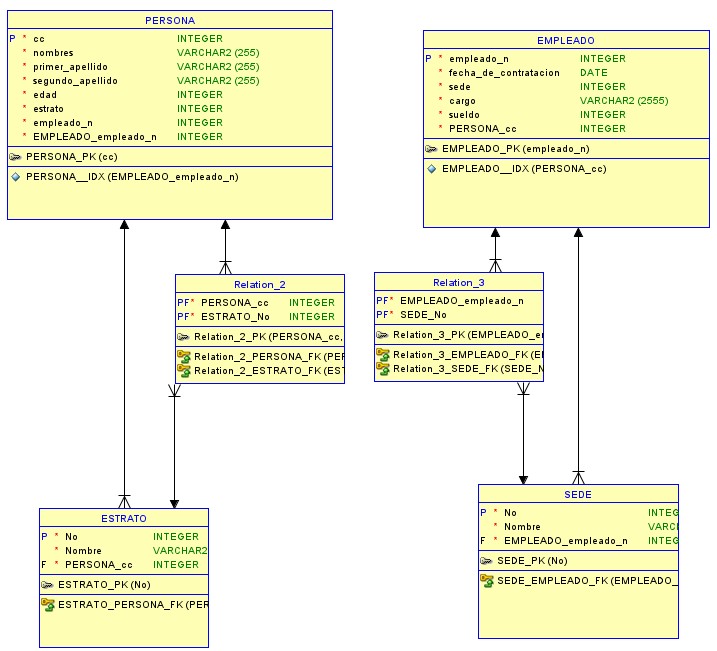 PERSONA
P * cc INTEGER
* nombres VARCHAR2 (255)
* primer_apellido VARCHAR2 (255)
* segundo_apellido VARCHAR2 (255)
* edad INTEGER
* estrato INTEGER
* empleado_n INTEGER
* EMPLEADO_empleado_n INTEGER
PERSONA_PK (cc)
PERSONA__IDX (EMPLEADO_empleado_n)
EMPLEADO
P * empleado_n INTEGER
* fecha_de_contratacion DATE
* sede INTEGER
* cargo VARCHAR2 (2555)
* sueldo INTEGER
* PERSONA_cc INTEGER
EMPLEADO_PK (empleado_n)
EMPLEADO__IDX (PERSONA_cc)
Relation_2
PF* PERSONA_cc INTEGER
PF* ESTRATO_No INTEGER
Relation_2_PK (PERSONA_cc,
Relation_2_PERSONA_FK (PER
Relation_2_ESTRATO_FK (EST
Relation_3
PF* EMPLEADO_empleado_n
PF* SEDE_No
Relation_3_PK (EMPLEADO_e
Relation_3_EMPLEADO_FK (E
Relation_3_SEDE_FK (SEDE_N
ESTRATO
P * No INTEGER
* Nombre VARCHAR2
F * PERSONA_cc INTEGER
ESTRATO_PK (No)
ESTRATO_PERSONA_FK (PER
SEDE
P * No INTEG
* Nombre VARC
F * EMPLEADO_empleado_n INTEG
SEDE_PK (No)
SEDE_EMPLEADO_FK (EMPLEADO_